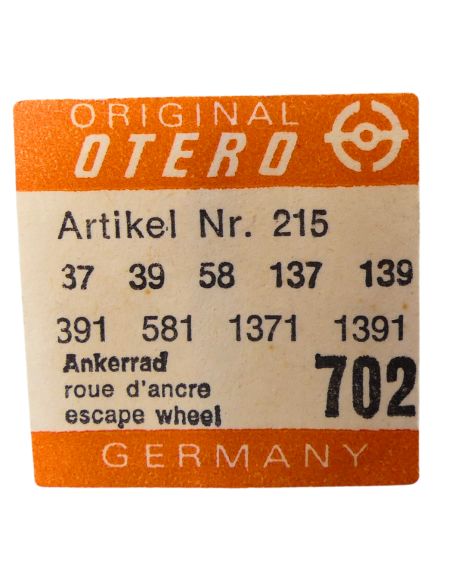 ORIGINAL
OTERO
Artikel Nr. 215
37 39 58 137 139
391 581 1371 1391
Ankerrad
roue d'ancre
escape wheel
702
GERMANY